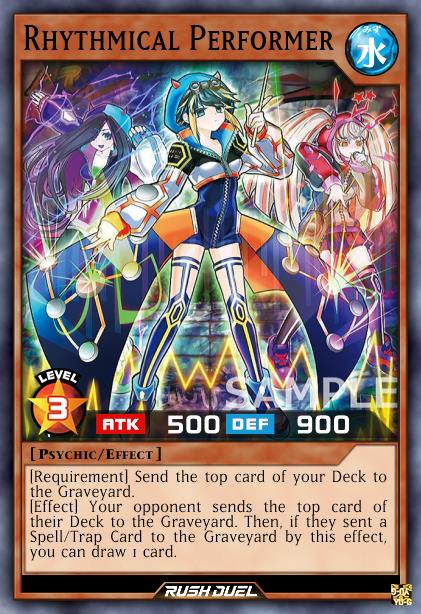 RHYTHMICAL PERFORMER
みず
水
SAMPLE
LEVEL
3
ATK 500 DEF 900
[PSYCHIC/EFFECT]
[Requirement] Send the top card of your Deck to
the Graveyard.
[Effect] Your opponent sends the top card of
their Deck to the Graveyard. Then, if they sent a
Spell/Trap Card to the Graveyard by this effect,
you can draw 1 card.
RUSH DUEL